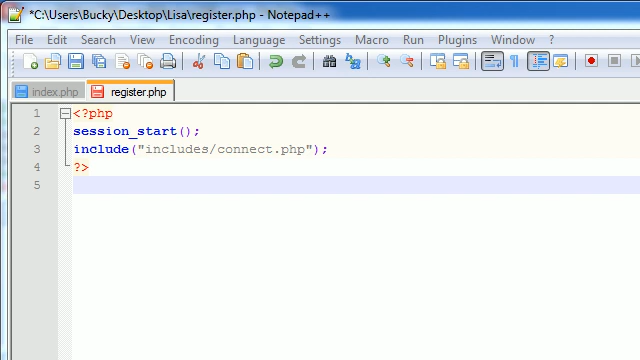 *C:\Users\Bucky\Desktop\Lisa\register.php - Notepad++
File Edit Search View Encoding Language Settings Macro Run Plugins Window ?
index.php register.php
1 <?php
2 session_start();
3 include("includes/connect.php");
4 ?>
5